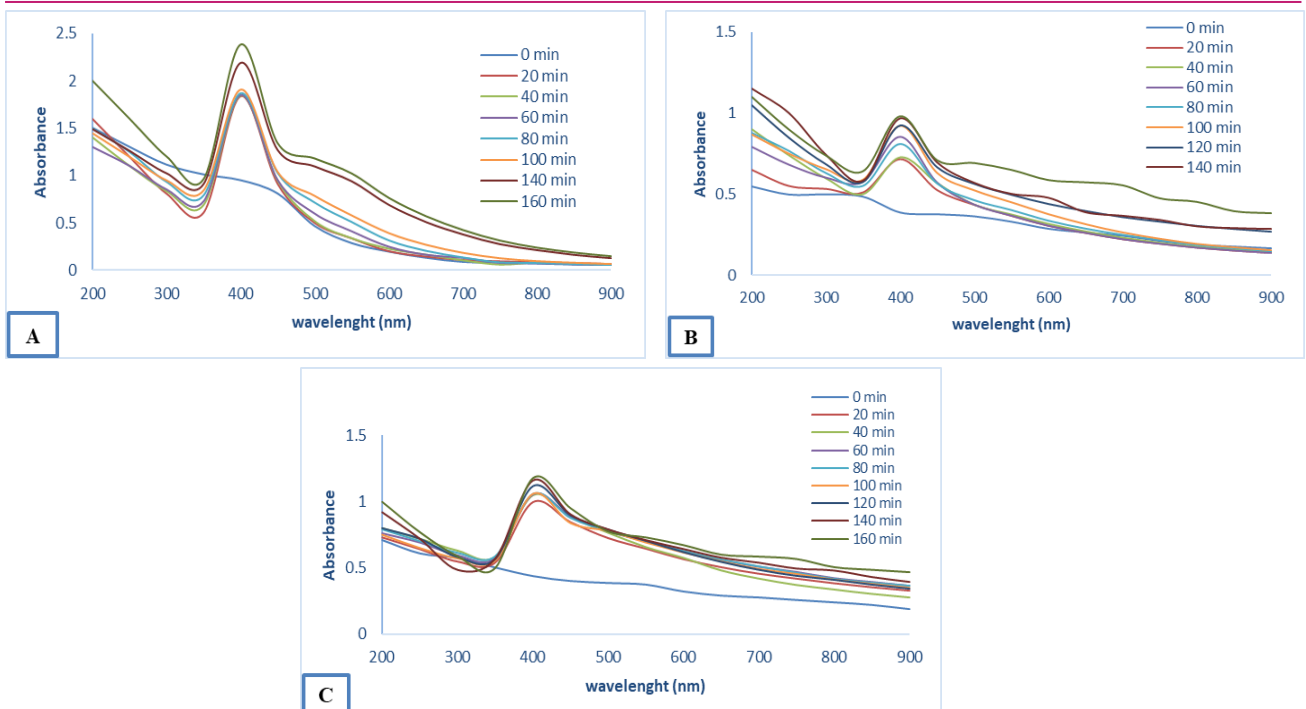 2.5
2
1.5
1
0.5
0
200
300
400
500
600
700
800
900
Absorbance
wavelenght (nm)
0 min
20 min
40 min
60 min
80 min
100 min
140 min
160 min
A
1.5
1
0.5
0
200
300
400
500
600
700
800
900
Absorbance
wavelenght (nm)
0 min
20 min
40 min
60 min
80 min
100 min
120 min
140 min
B
1.5
1
0.5
0
200
300
400
500
600
700
800
900
Absorbance
wavelenght (nm)
0 min
20 min
40 min
60 min
80 min
100 min
120 min
140 min
160 min
C